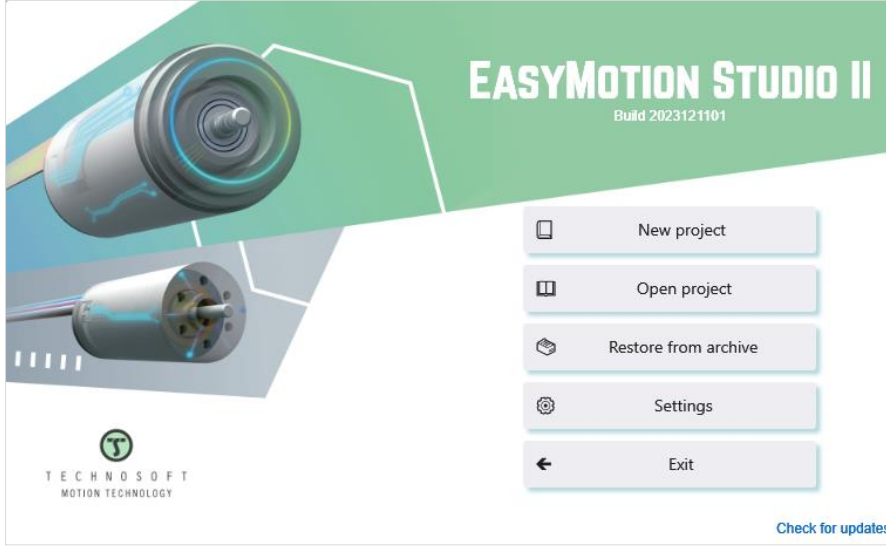 EASYMOTION STUDIO II
Build 2023121101
New project
Open project
Restore from archive
Settings
Exit
T
TECHNOSOFT
MOTION TECHNOLOGY
Check for updates